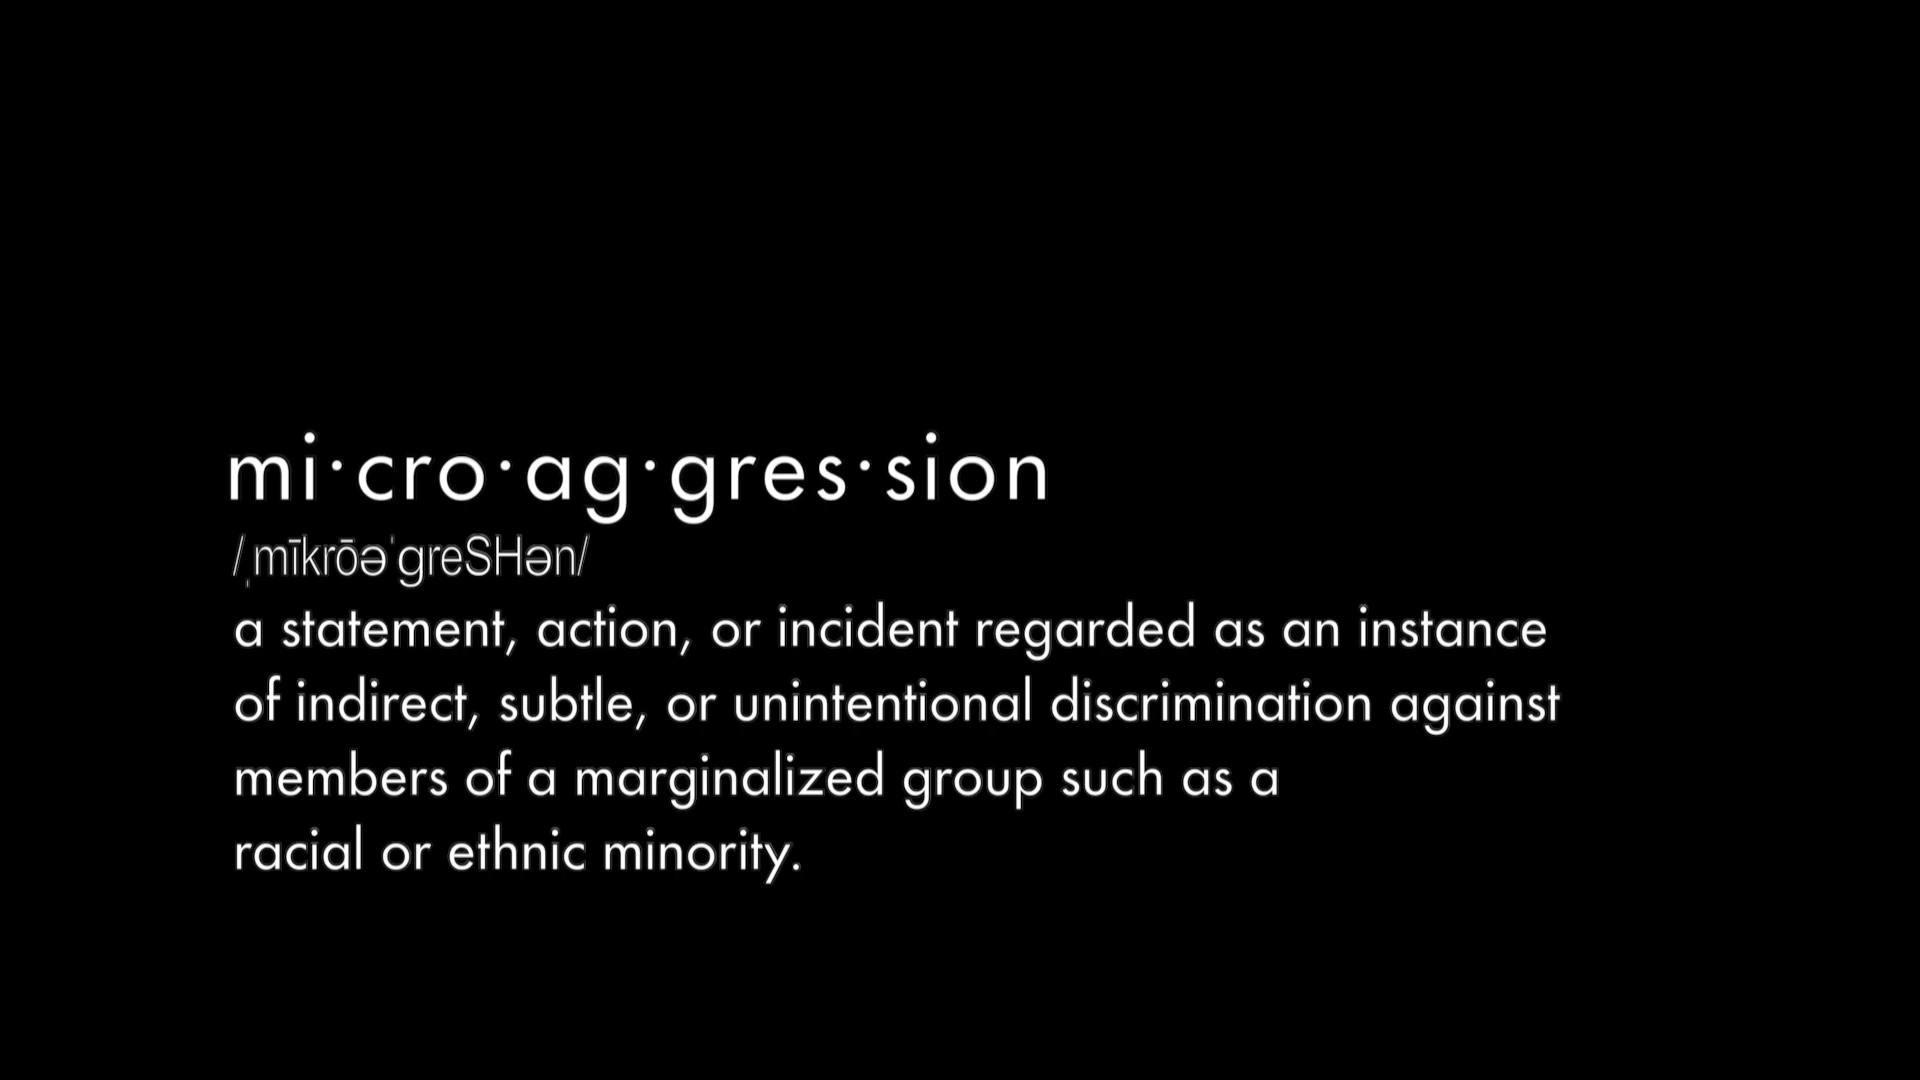 mi·cro·ag·gres·sion
/ˌmīkrōəˈgreSHən/
a statement, action, or incident regarded as an instance
of indirect, subtle, or unintentional discrimination against
members of a marginalized group such as a
racial or ethnic minority.